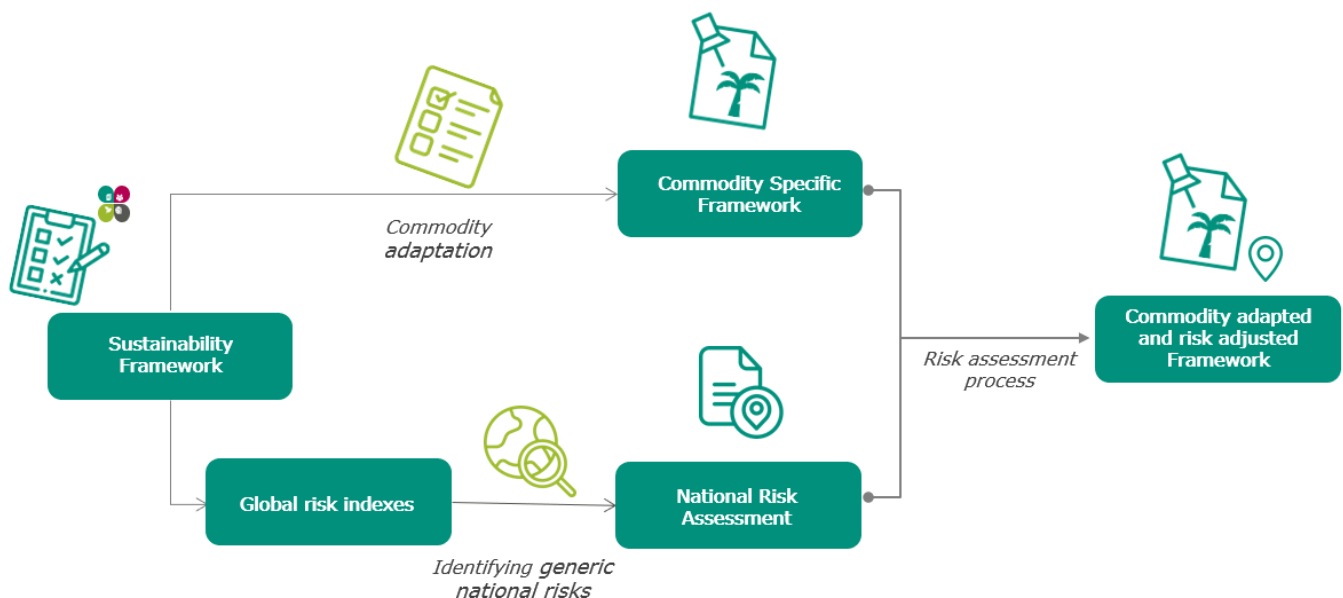 Commodity Specific
Framework
Commodity
adaptation
Sustainability
Framework
Commodity adapted
and risk adjusted
Framework
Risk assessment
process
Global risk indexes
National Risk
Assessment
Identifying generic
national risks